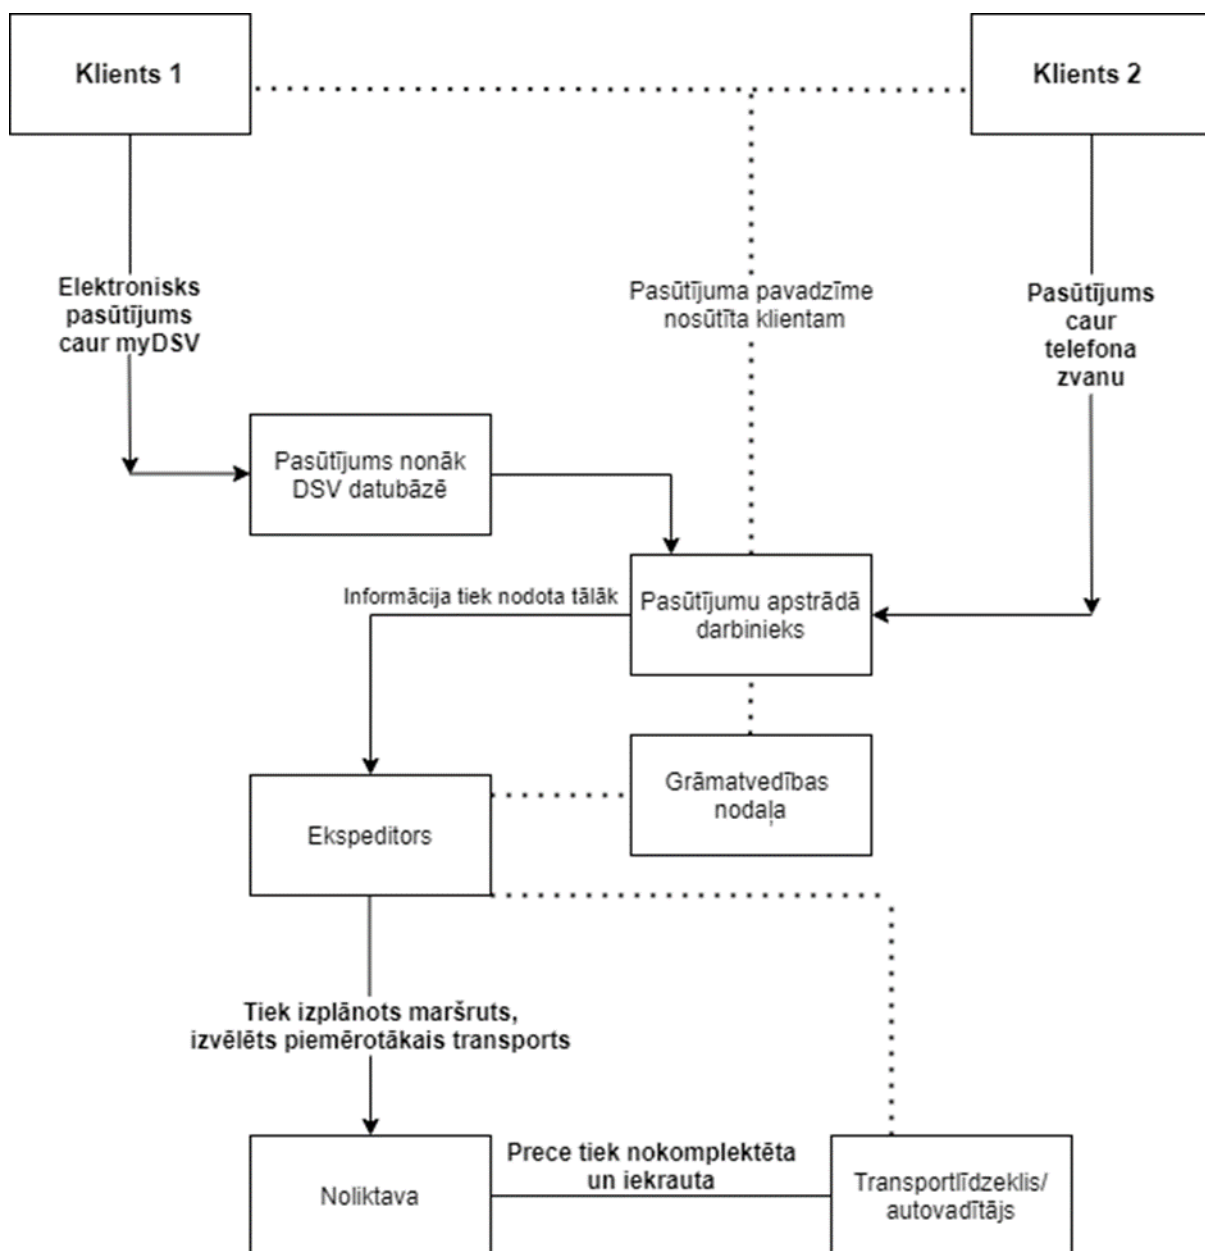 Klients 1
Klients 2
Elektronisks
pasūtījums
caur myDSV
Pasūtījuma pavadzīme
nosūtīta klientam
Pasūtījums
caur
telefona
zvanu
Pasūtījums nonāk
DSV datubāzē
Informācija tiek nodota tālāk
Pasūtījumu apstrādā
darbinieks
Grāmatvedības
nodaļa
Ekspeditors
Tiek izplānots maršruts,
izvēlēts piemērotākais transports
Noliktava
Prece tiek nokomplektēta
un iekrauta
Transportlīdzeklis/
autovadītājs